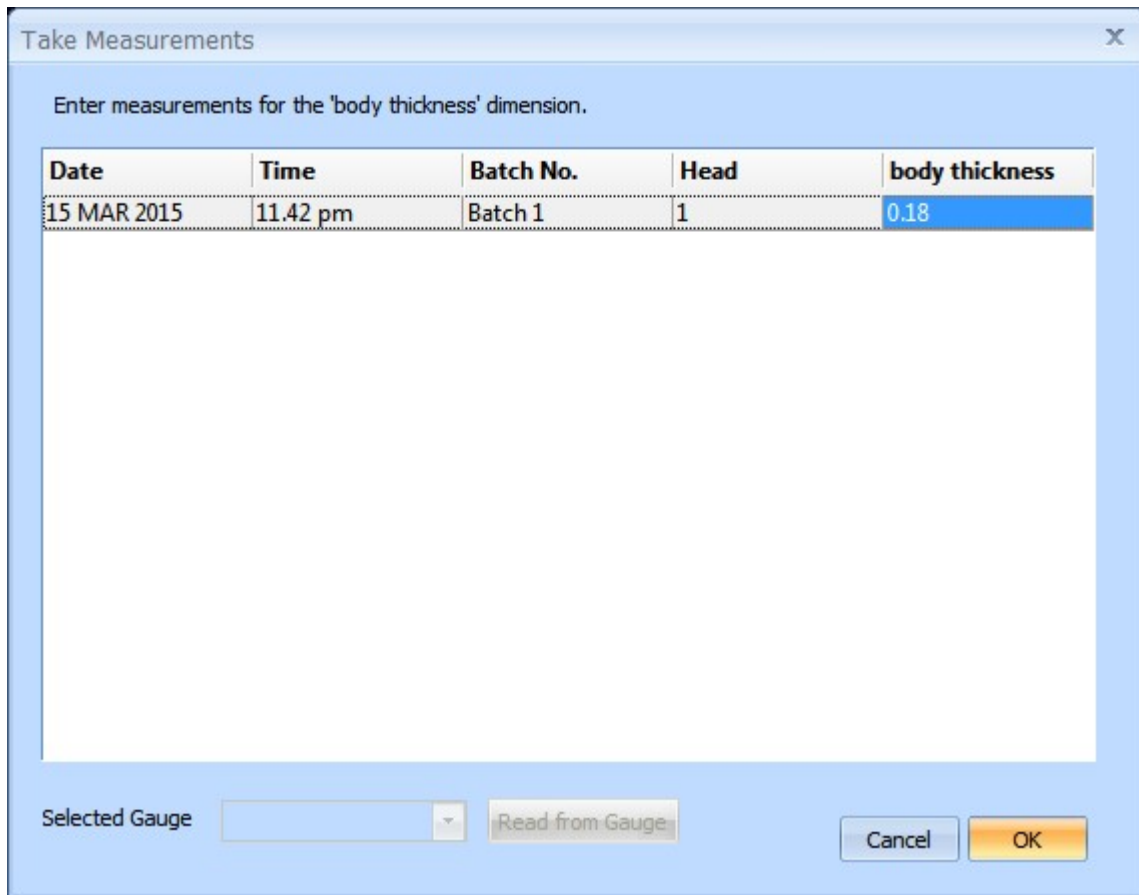 Take Measurements
Enter measurements for the 'body thickness' dimension.
Date Time Batch No. Head body thickness
15 MAR 2015 11.42 pm Batch 1 1 0.18
Selected Gauge Read from Gauge
Cancel OK